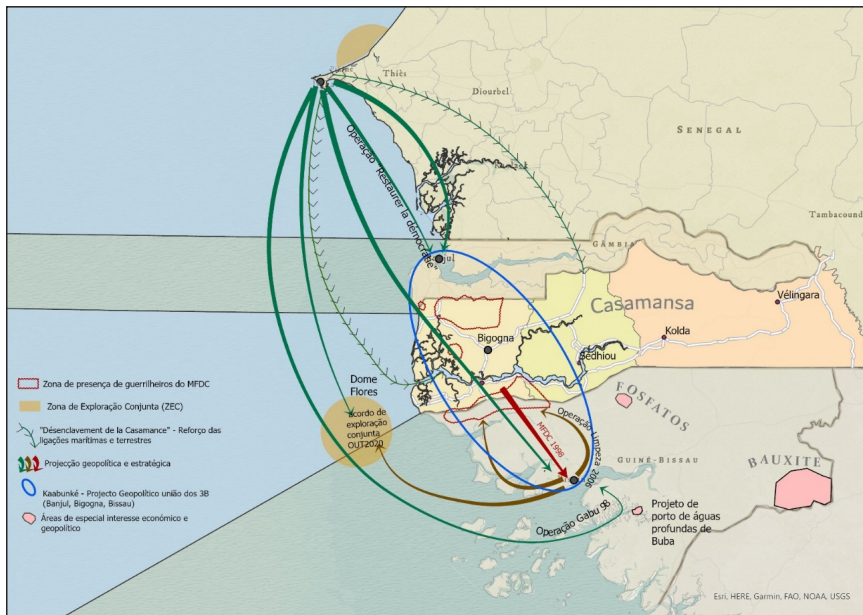 Thiès
Diourbel
SENEGAL
Tambacound
Operação "Restaurer la démocratie"
GÂMBIA
Casamansa
Vélingara
Kolda
Sédhiou
Bigogna
Dome
Flores
acordo de
exploração
conjunta
OUT2020
MFDC 1998
Operação Limpeza 2006
Operação Gabu 98
FOSFATOS
GUINÉ-BISSAU
BAUXITE
Projeto de
porto de águas
profundas de
Buba
Zona de presença de guerrilheiros do MFDC
Zona de Exploração Conjunta (ZEC)
"Désenclavement de la Casamance" - Reforço das
ligações marítimas e terrestres
Projecção geopolítica e estratégica
Kaabunké - Projecto Geopolítico união dos 3B
(Banjul, Bigogna, Bissau)
Áreas de especial interesse económico e
geopolítico
Esri, HERE, Garmin, FAO, NOAA, USGS